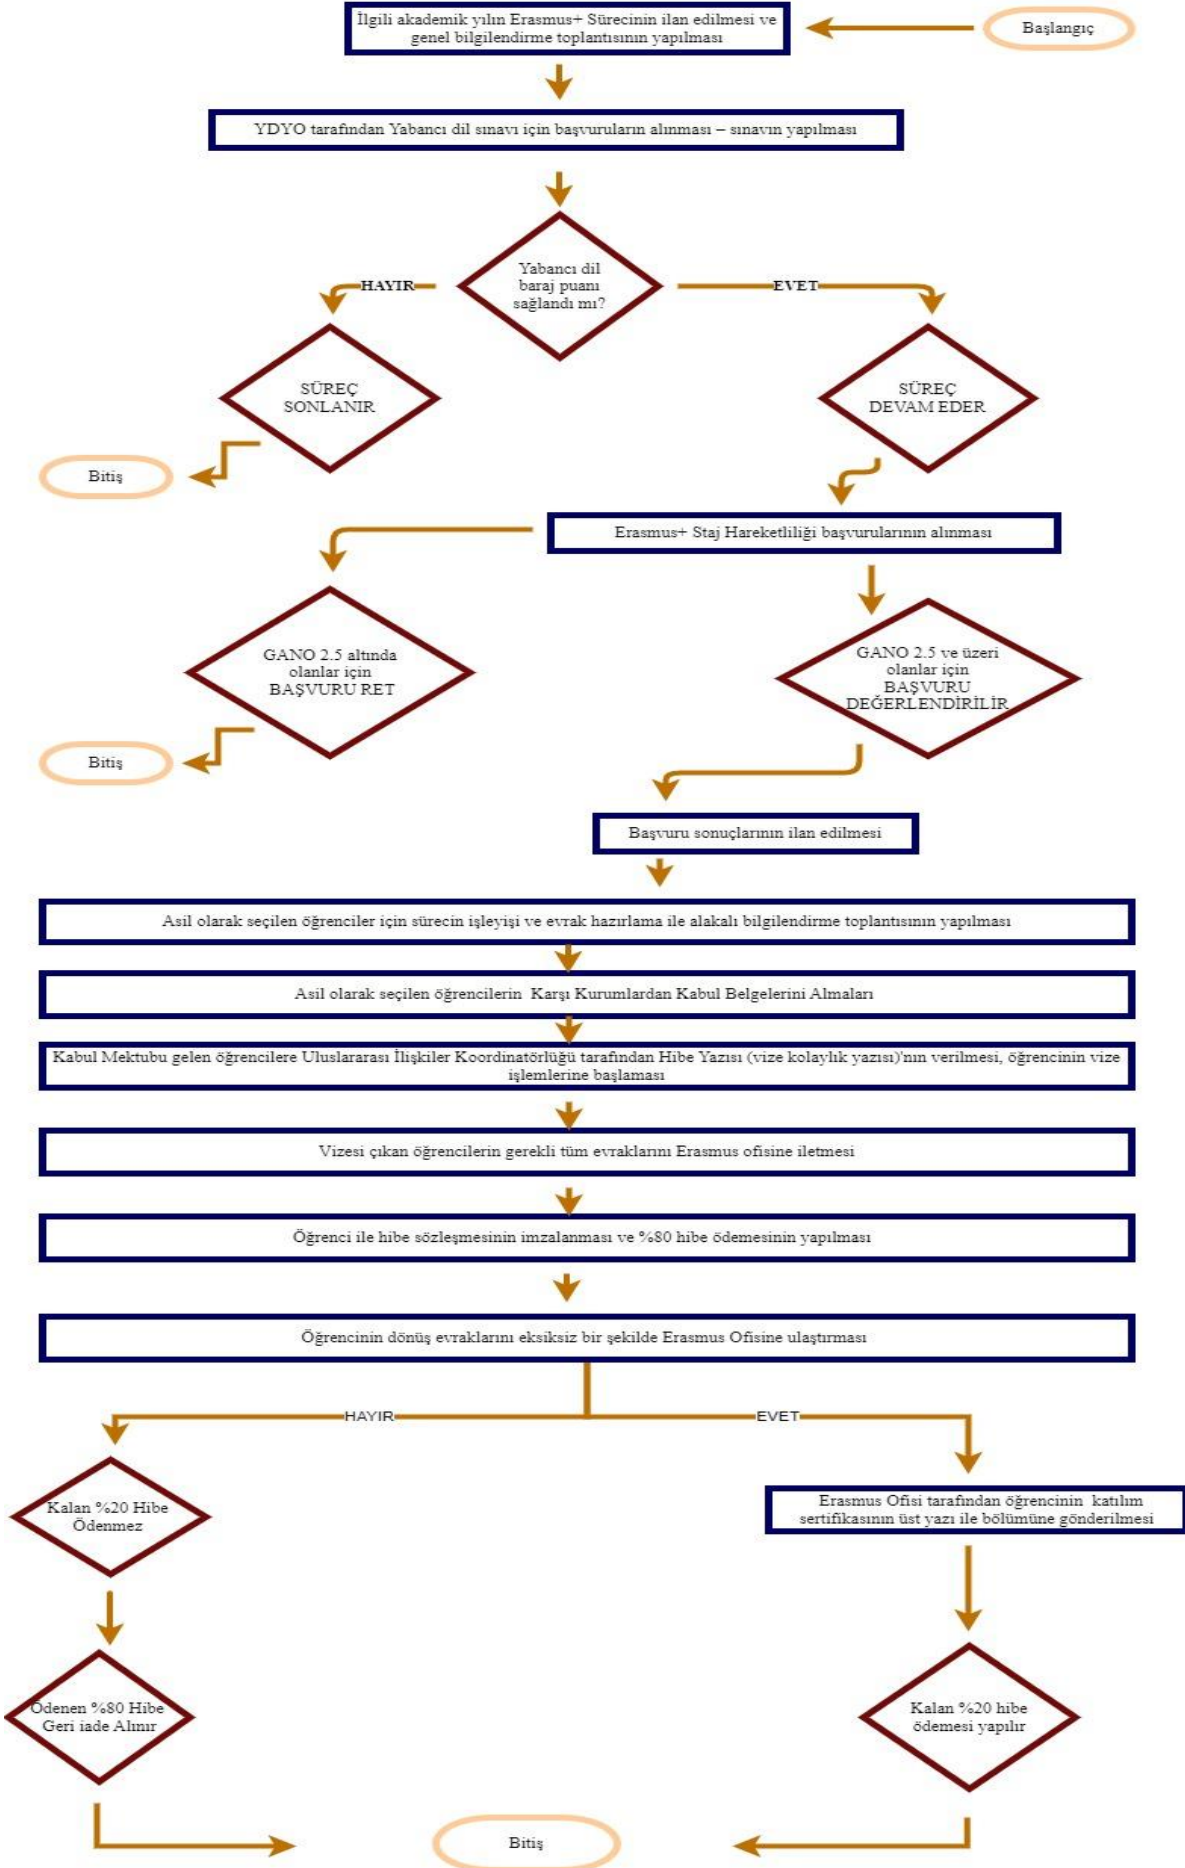 İlgili akademik yılın Erasmus+ Sürecinin ilan edilmesi ve
genel bilgilendirme toplantısının yapılması
Başlangıç
YDYO tarafından Yabancı dil sınavı için başvuruların alınması – sınavın yapılması
Yabancı dil
baraj puanı
sağlandı mı?
HAYIR
EVET
SÜREÇ
SONLANIR
SÜREÇ
DEVAM EDER
Bitiş
Erasmus+ Staj Hareketliliği başvurularının alınması
GANO 2.5 altında
olanlar için
BAŞVURU RET
GANO 2.5 ve üzeri
olanlar için
BAŞVURU
DEĞERLENDİRİLİR
Bitiş
Başvuru sonuçlarının ilan edilmesi
Asil olarak seçilen öğrenciler için sürecin işleyişi ve evrak hazırlama ile alakalı bilgilendirme toplantısının yapılması
Asil olarak seçilen öğrencilerin Karşı Kurumlardan Kabul Belgelerini Almaları
Kabul Mektubu gelen öğrencilere Uluslararası İlişkiler Koordinatörlüğü tarafından Hibe Yazısı (vize kolaylık yazısı)'nın verilmesi, öğrencinin vize
işlemlerine başlaması
Vizesi çıkan öğrencilerin gerekli tüm evraklarını Erasmus ofisine iletmesi
Öğrenci ile hibe sözleşmesinin imzalanması ve %80 hibe ödemesinin yapılması
Öğrencinin dönüş evraklarını eksiksiz bir şekilde Erasmus Ofisine ulaştırması
HAYIR
EVET
Kalan %20 Hibe
Ödenmez
Erasmus Ofisi tarafından öğrencinin katılım
sertifikasının üst yazı ile bölümüne gönderilmesi
Ödenen %80 Hibe
Geri iade Alınır
Kalan %20 hibe
ödemesi yapılır
Bitiş